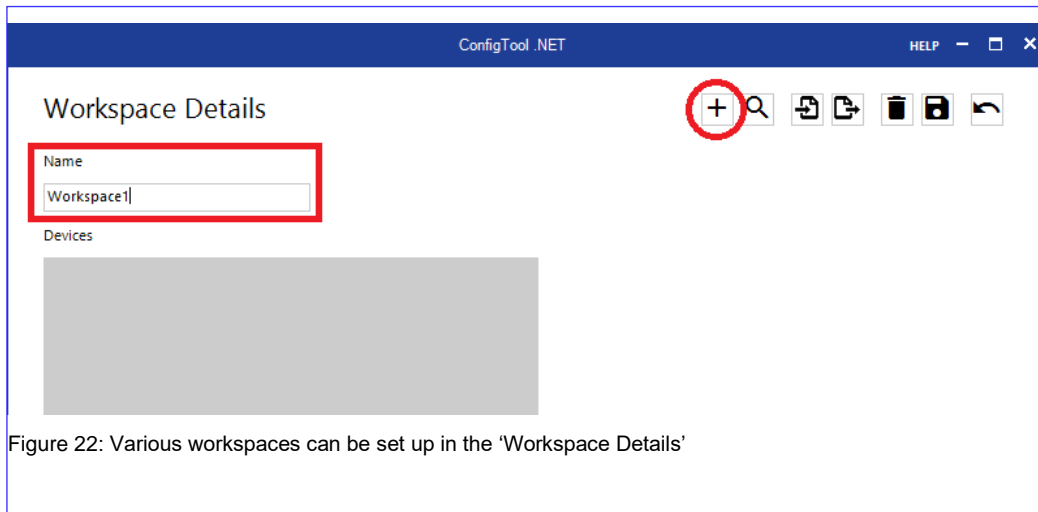 ConfigTool .NET
HELP
Workspace Details
Name
Workspace1
Devices
Figure 22: Various workspaces can be set up in the ‘Workspace Details’